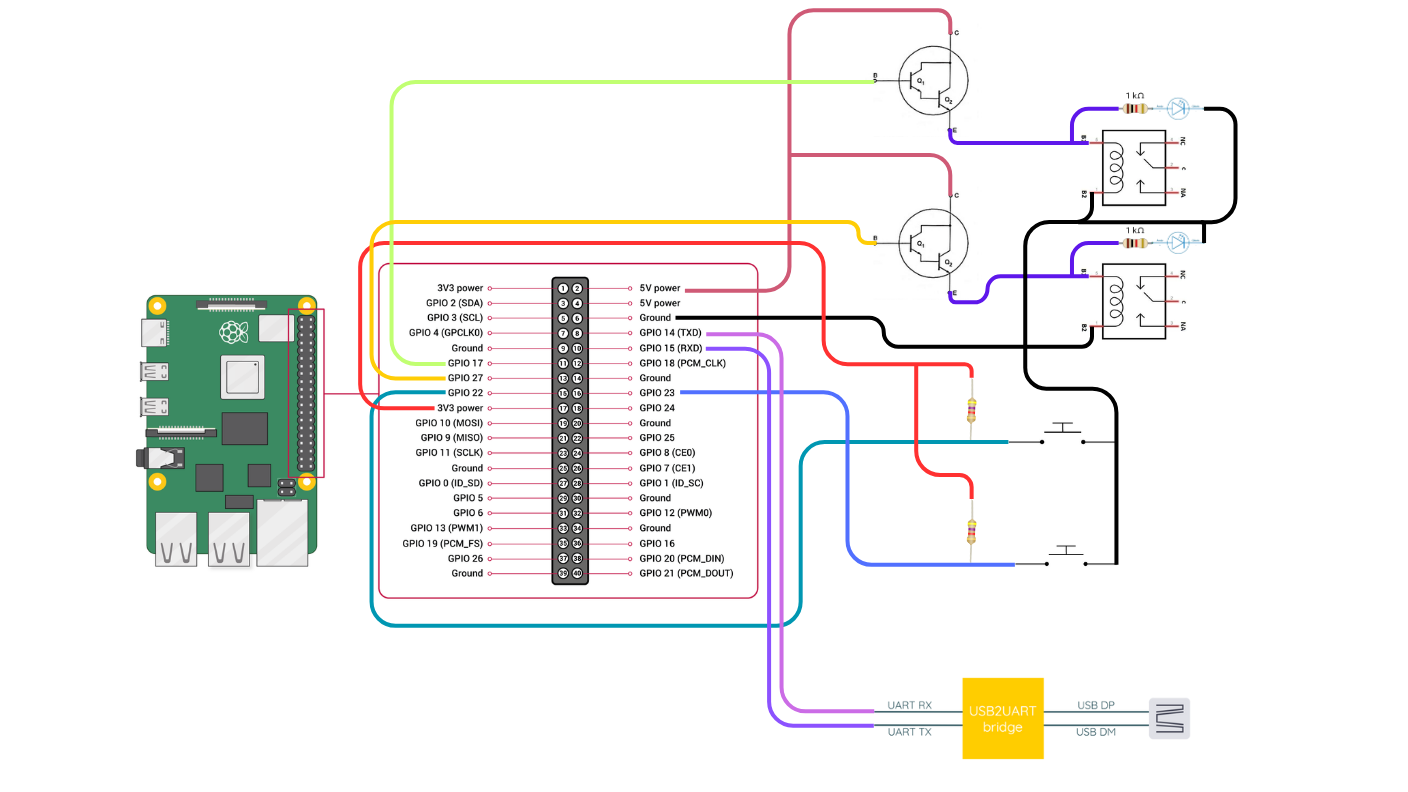 C
B
Q1
Q2
E
1 kΩ
B1
NC
c
B2
NA
C
B
Q1
Q2
E
1 kΩ
B1
NC
c
B2
NA
3V3 power 1 2 5V power
GPIO 2 (SDA) 3 4 5V power
GPIO 3 (SCL) 5 6 Ground
GPIO 4 (GPCLK0) 7 8 GPIO 14 (TXD)
Ground 9 10 GPIO 15 (RXD)
GPIO 17 11 12 GPIO 18 (PCM_CLK)
GPIO 27 13 14 Ground
GPIO 22 15 16 GPIO 23
3V3 power 17 18 GPIO 24
GPIO 10 (MOSI) 19 20 Ground
GPIO 9 (MISO) 21 22 GPIO 25
GPIO 11 (SCLK) 23 24 GPIO 8 (CE0)
Ground 25 26 GPIO 7 (CE1)
GPIO 0 (ID_SD) 27 28 GPIO 1 (ID_SC)
GPIO 5 29 30 Ground
GPIO 6 31 32 GPIO 12 (PWM0)
GPIO 13 (PWM1) 33 34 Ground
GPIO 19 (PCM_FS) 35 36 GPIO 16
GPIO 26 37 38 GPIO 20 (PCM_DIN)
Ground 39 40 GPIO 21 (PCM_DOUT)
UART RX
UART TX
USB2UART
bridge
USB DP
USB DM